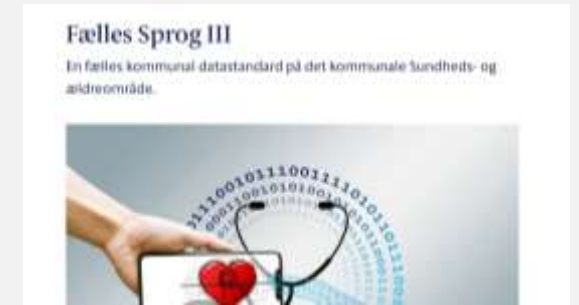 Fælles Sprog III
En fælles kommunal datastandard på det kommunale Sundheds- og
ældreområde.